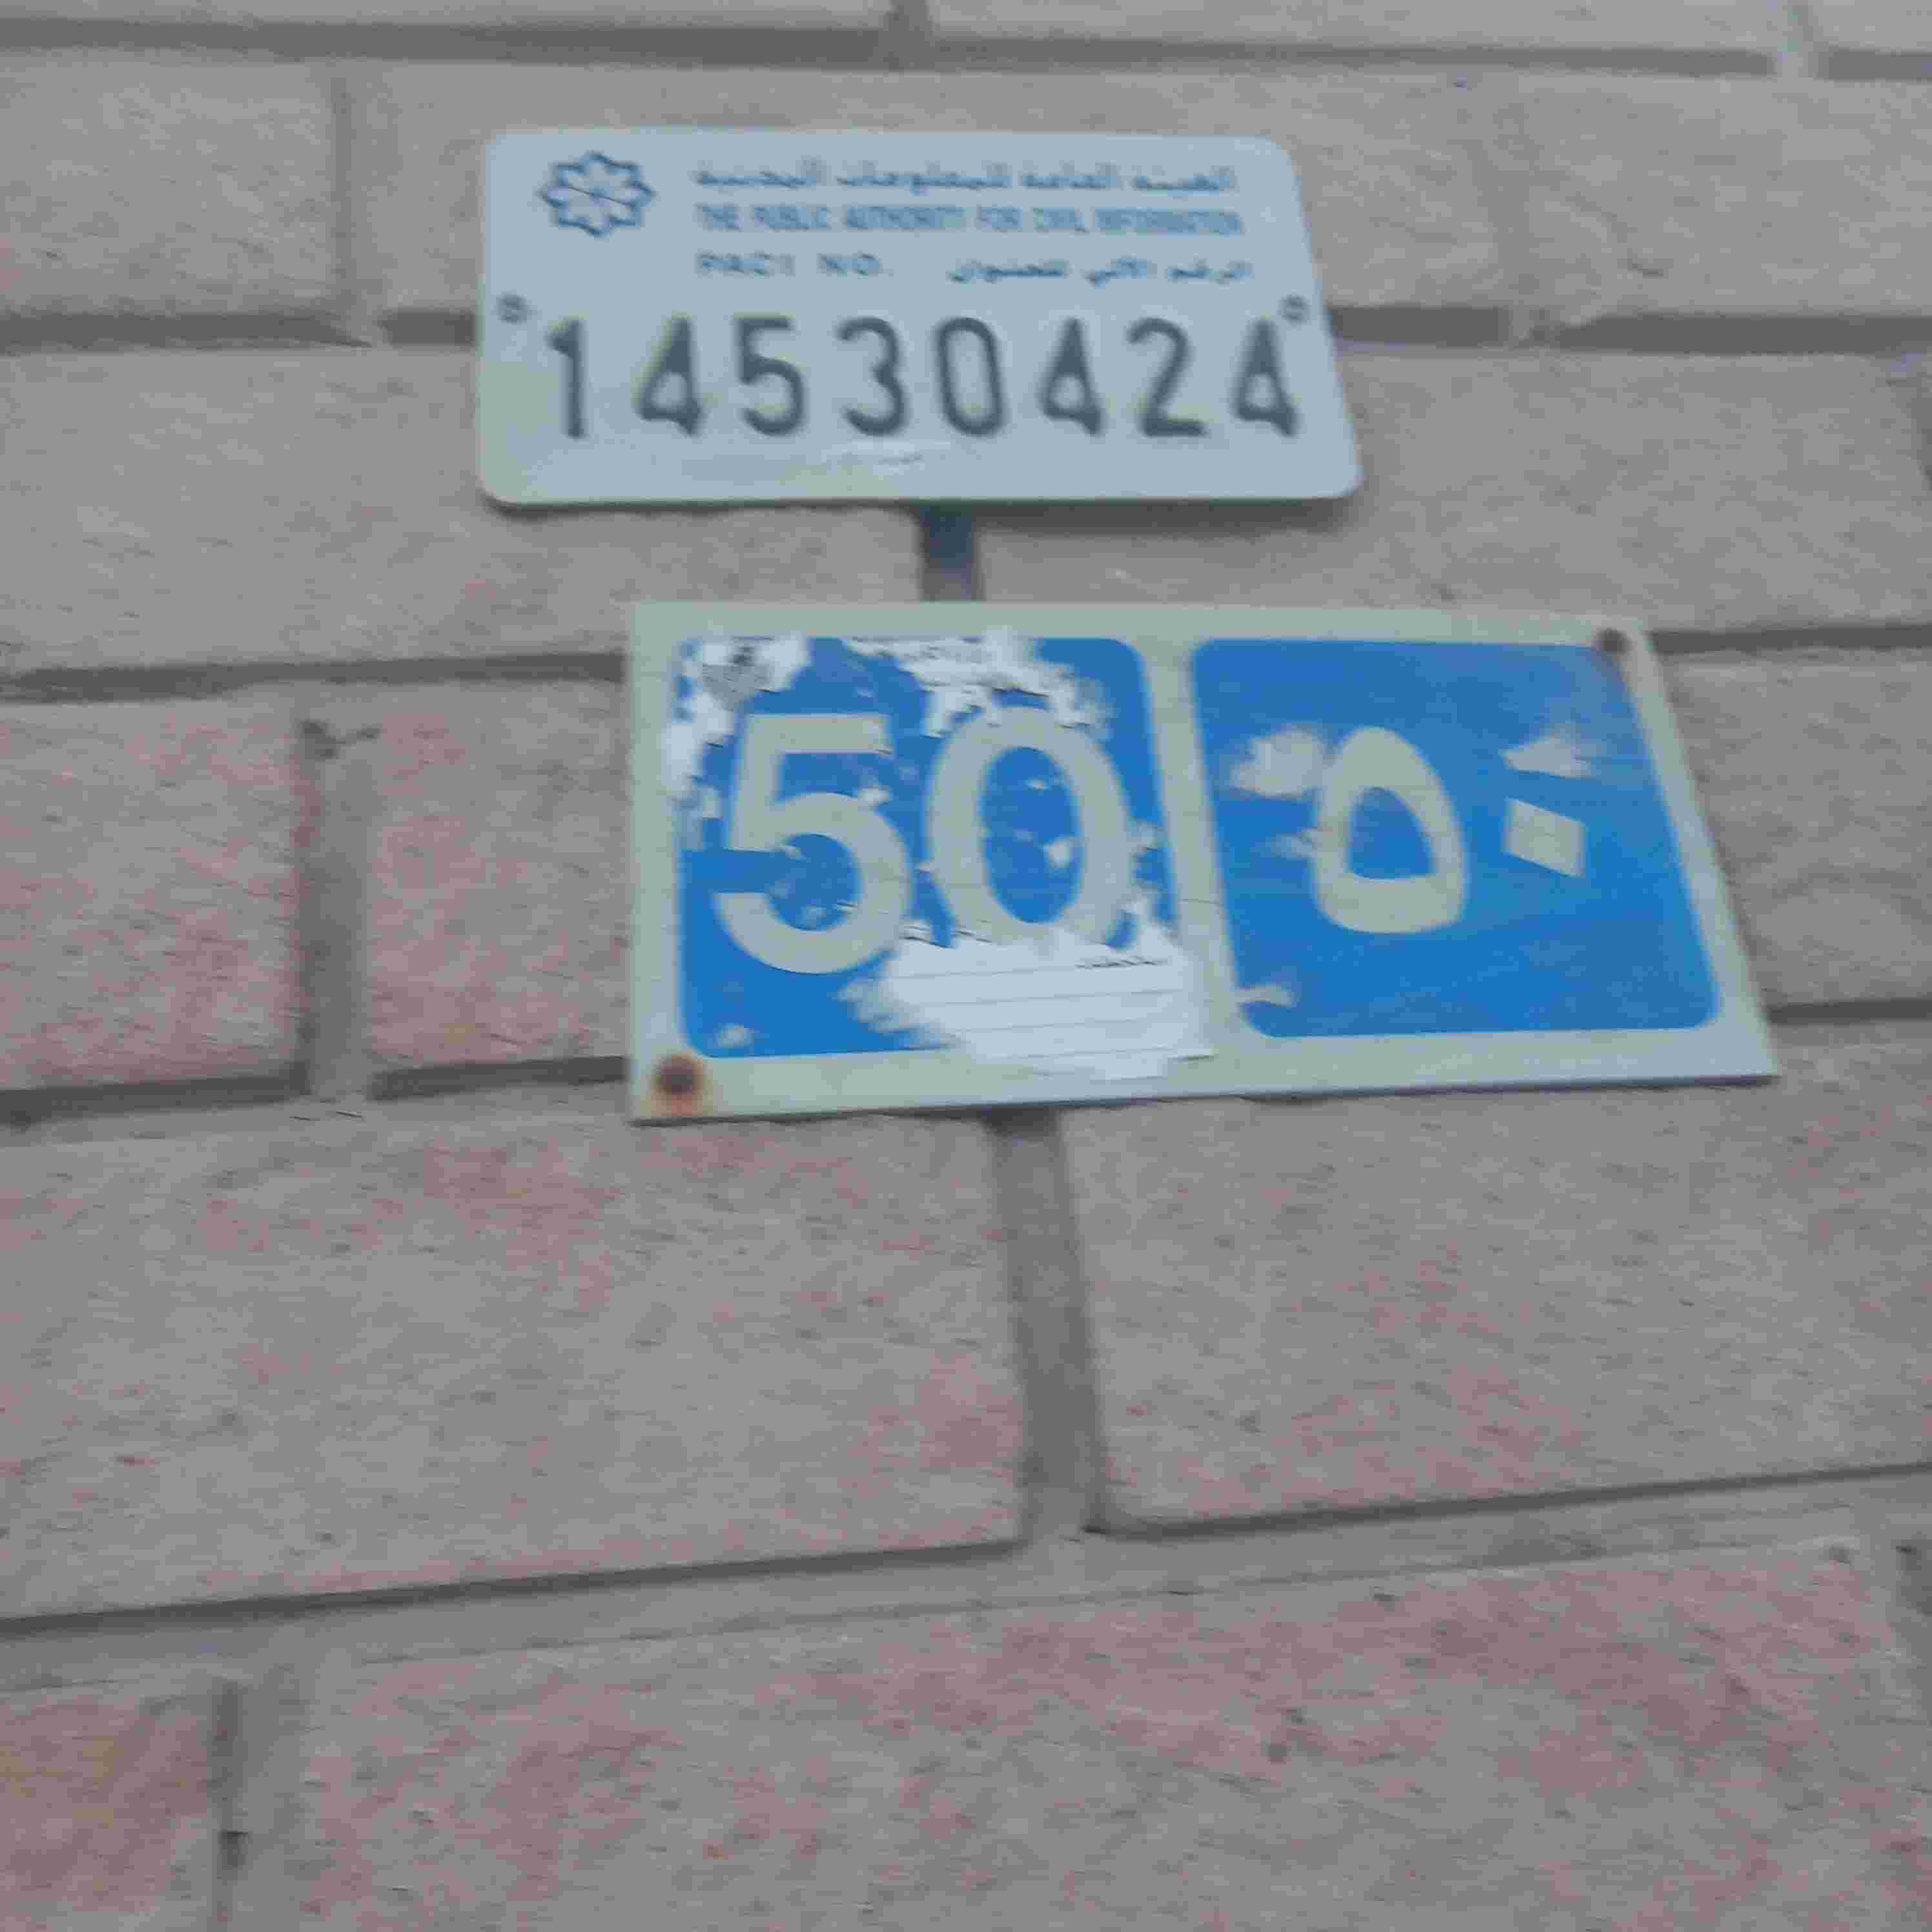 الهيئة العامة للمعلومات المدنية
THE PUBLIC AUTHORITY FOR CIVIL INFORMATION
PACI NO. الرقم الآلي للعنوان
14530424
50 ٥٠